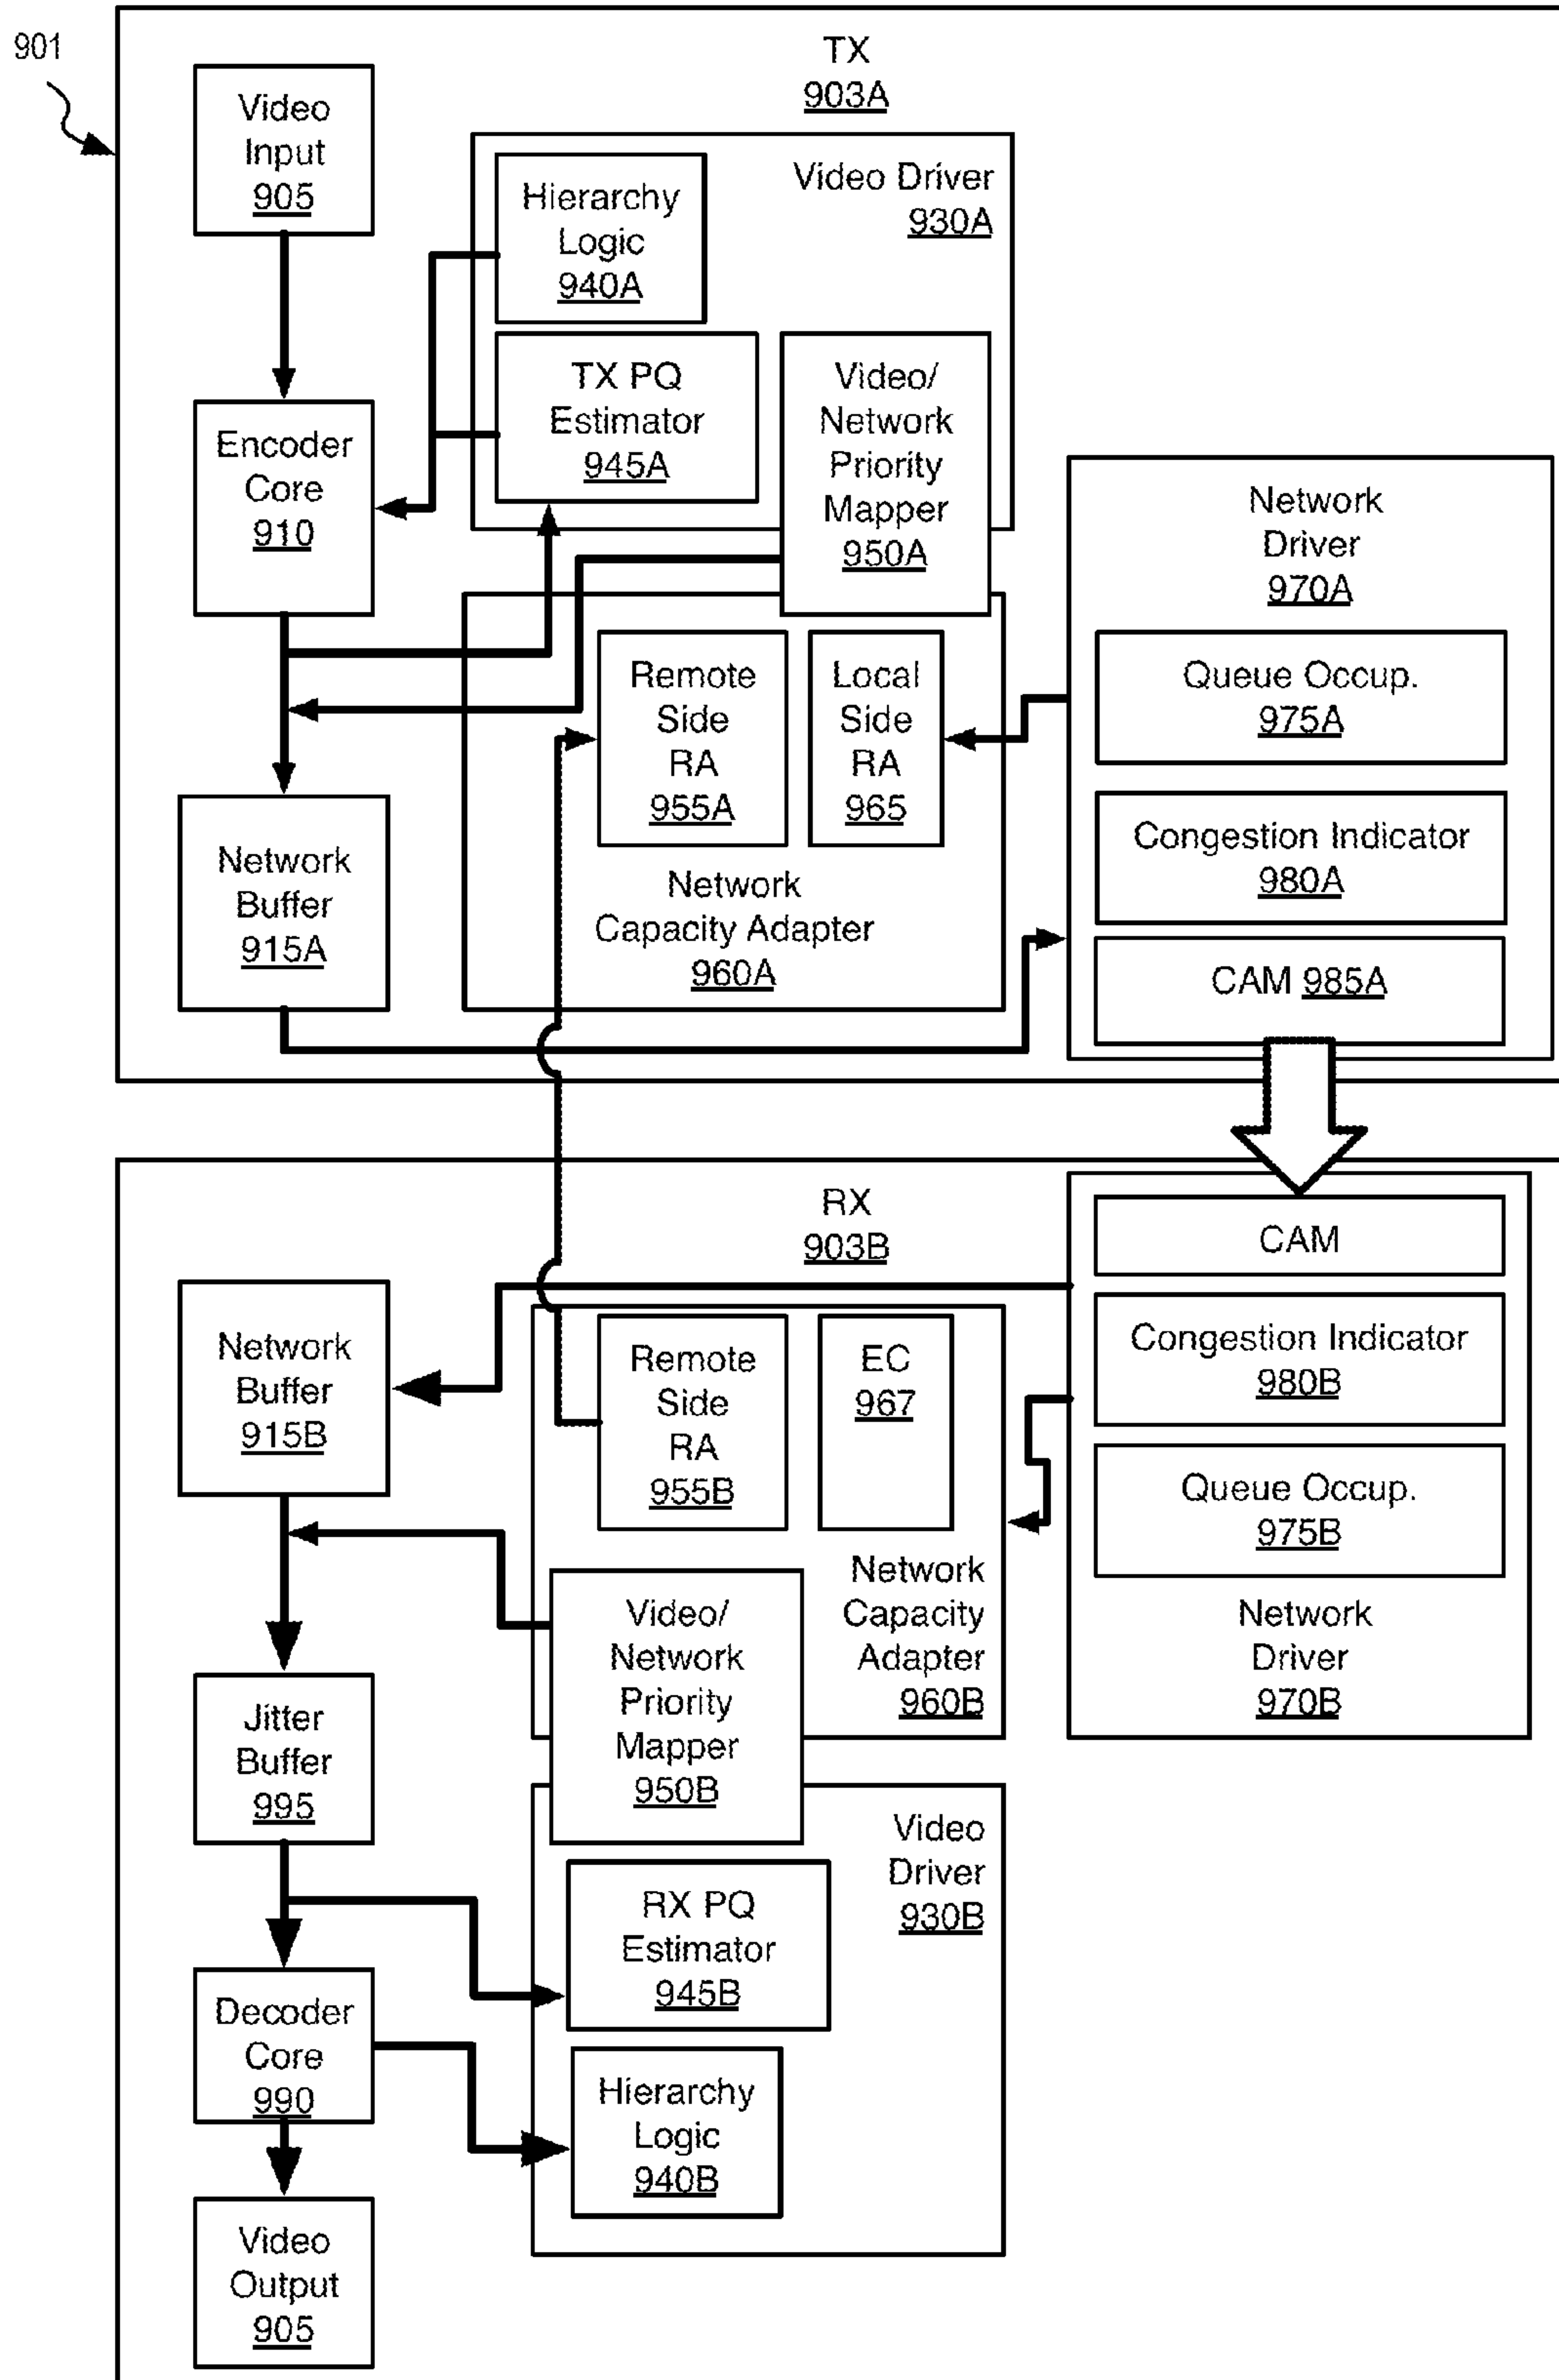 901
TX
903A
Video
Input
905
Video Driver
930A
Hierarchy
Logic
940A
TX PQ
Estimator
945A
Video/
Network
Priority
Mapper
950A
Encoder
Core
910
Network
Driver
970A
Queue Occup.
975A
Congestion Indicator
980A
CAM 985A
Remote
Side
RA
955A
Local
Side
RA
965
Network
Capacity Adapter
960A
Network
Buffer
915A
RX
903B
CAM
Congestion Indicator
980B
Queue Occup.
975B
Network
Driver
970B
Network
Buffer
915B
Remote
Side
RA
955B
EC
967
Network
Capacity
Adapter
960B
Video/
Network
Priority
Mapper
950B
Jitter
Buffer
995
Video
Driver
930B
RX PQ
Estimator
945B
Decoder
Core
990
Hierarchy
Logic
940B
Video
Output
905